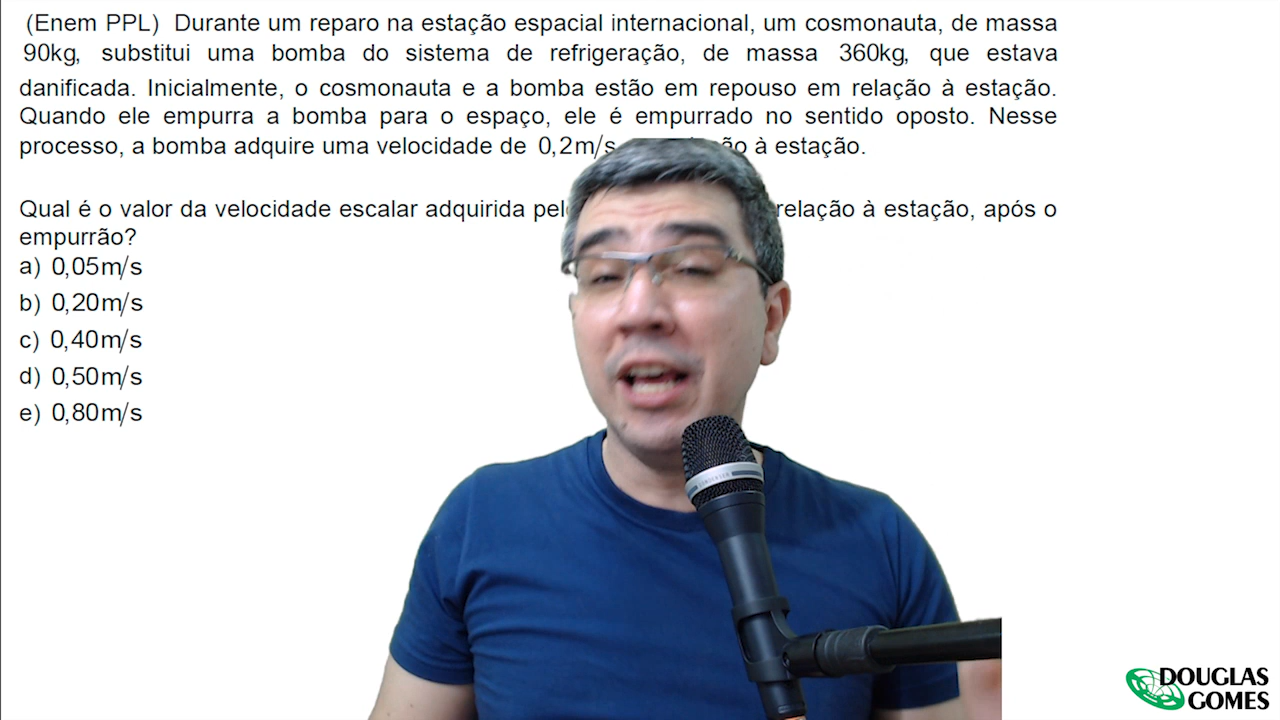 (Enem PPL) Durante um reparo na estação espacial internacional, um cosmonauta, de massa
90kg, substitui uma bomba do sistema de refrigeração, de massa 360kg, que estava
danificada. Inicialmente, o cosmonauta e a bomba estão em repouso em relação à estação.
Quando ele empurra a bomba para o espaço, ele é empurrado no sentido oposto. Nesse
processo, a bomba adquire uma velocidade de 0,2m/s à estação.
Qual é o valor da velocidade escalar adquirida relação à estação, após o
empurrão?
a) 0,05m/s
b) 0,20m/s
c) 0,40m/s
d) 0,50m/s
e) 0,80m/s
DOUGLAS
GOMES